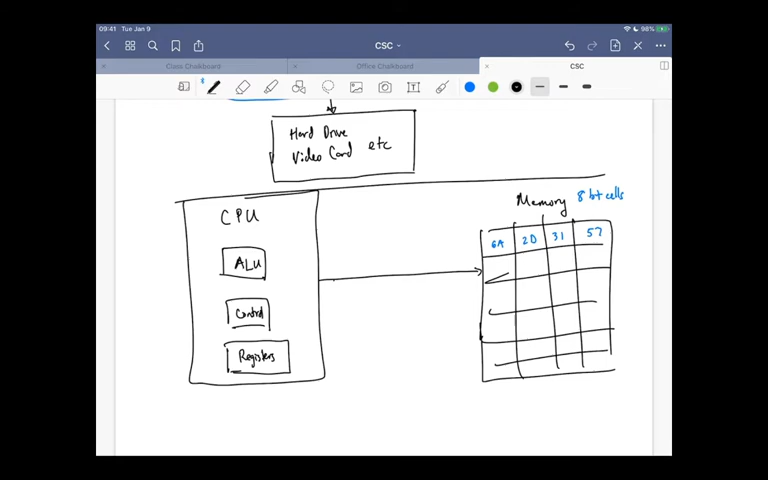 09:41 Tue Jan 9
98%
CSC
Class Chalkboard
Office Chalkboard
CSC
Hard Drive
Video Card etc
CPU
Memory 8 bit cells
6A 2D 31 57
ALU
Control
Registers